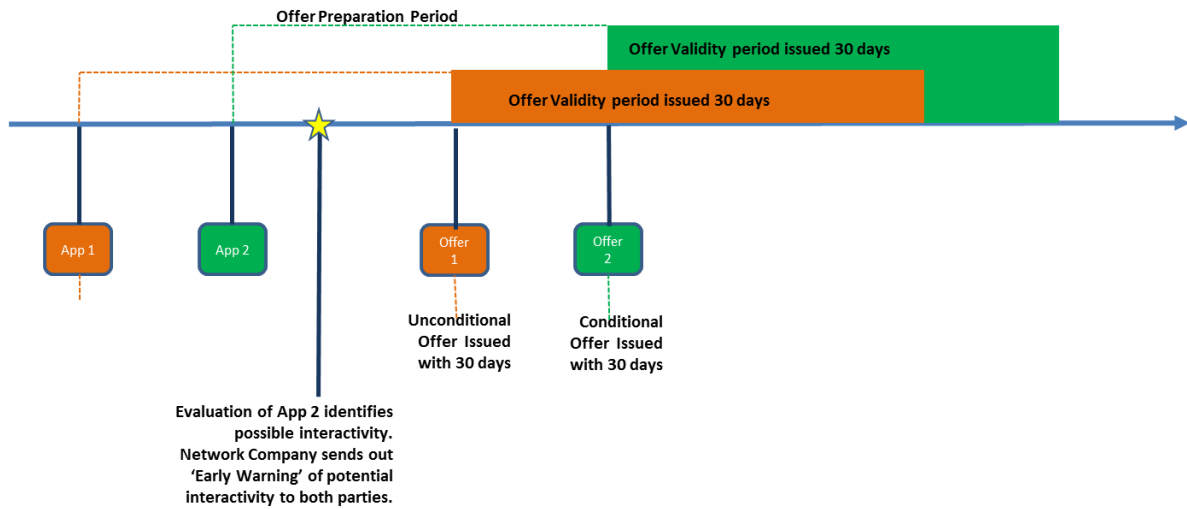 Offer Preparation Period
Offer Validity period issued 30 days
Offer Validity period issued 30 days
App 1
App 2
Offer
1
Offer
2
Unconditional
Offer Issued
with 30 days
Conditional
Offer Issued
with 30 days
Evaluation of App 2 identifies
possible interactivity.
Network Company sends out
‘Early Warning’ of potential
interactivity to both parties.